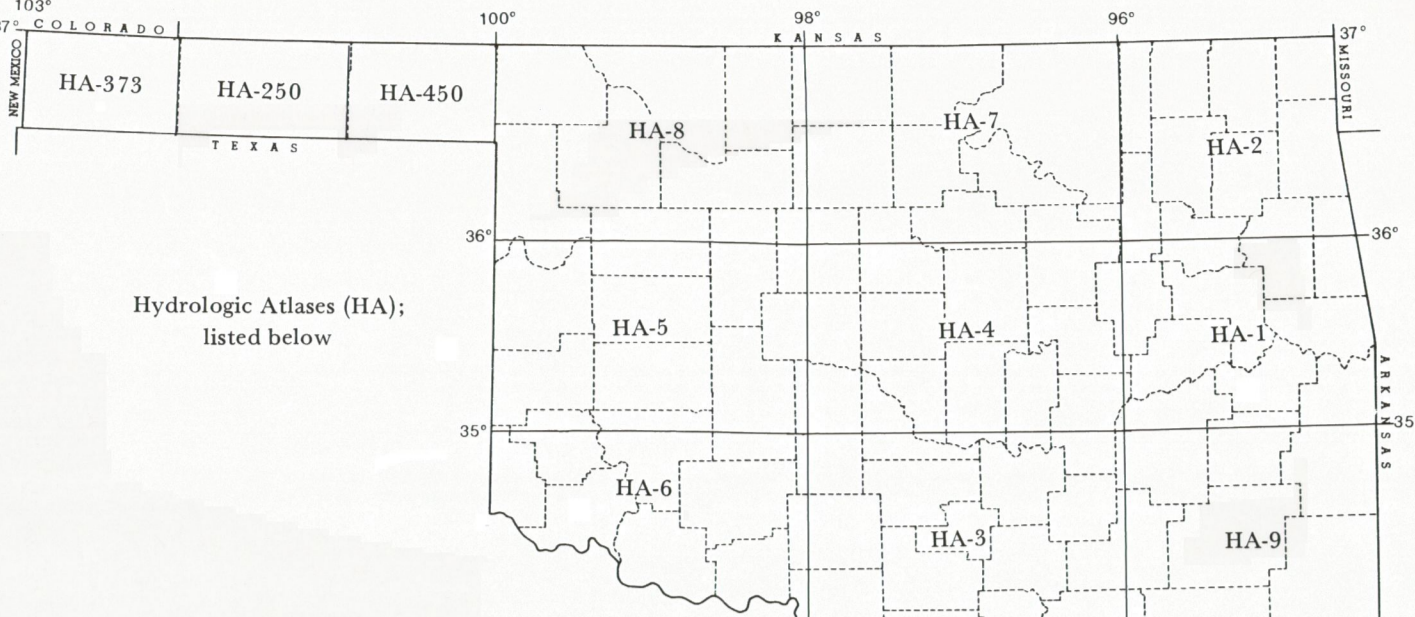 103°
100°
98°
96°
37°
COLORADO
KANSAS
37°
NEW MEXICO
MISSOURI
HA-373
HA-250
HA-450
HA-8
HA-7
HA-2
TEXAS
36°
36°
Hydrologic Atlases (HA);
listed below
HA-5
HA-4
HA-1
ARKANSAS
35°
35
HA-6
HA-3
HA-9